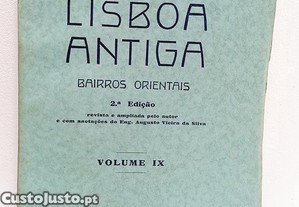 LISBOA
ANTIGA
BAIRROS ORIENTAIS
2.ª Edição
revista e ampliada pelo autor
e com anotações do Eng. Augusto Vieira da Silva
VOLUME IX
CustoJusto.pt